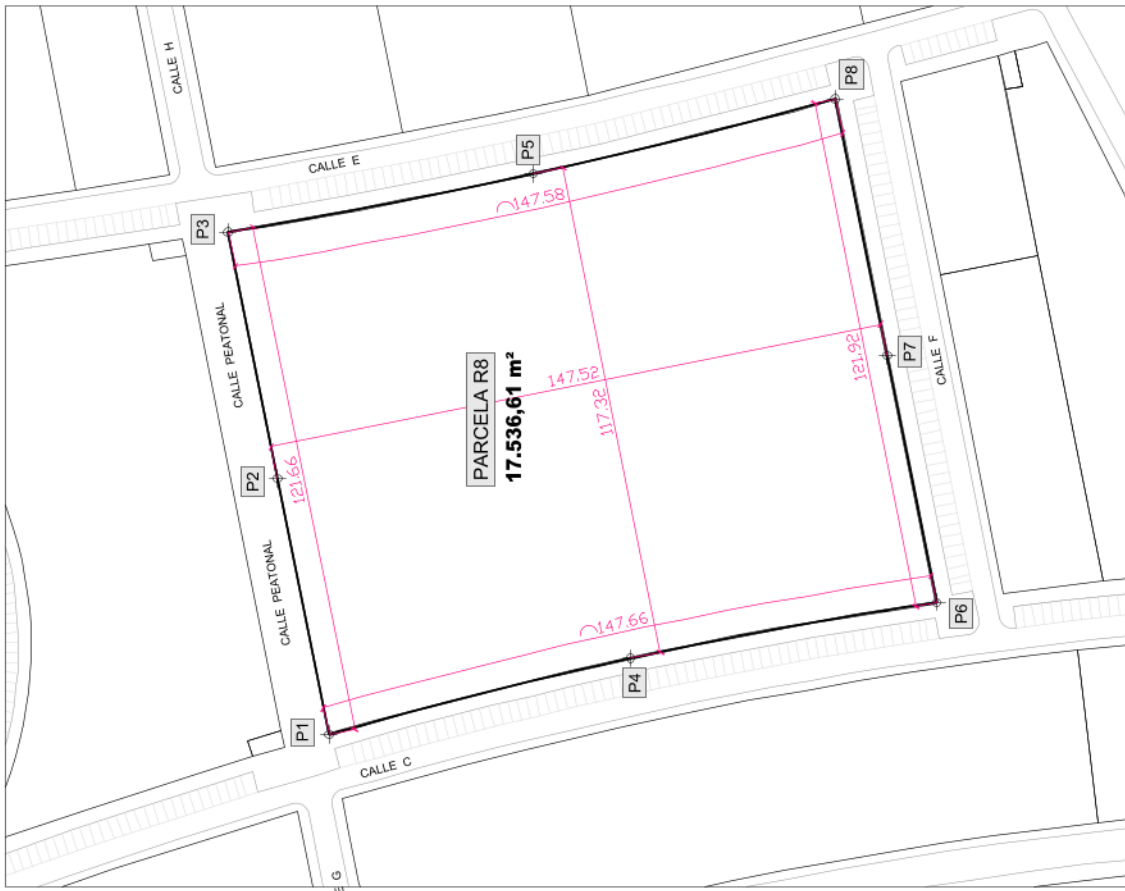 CALLE H
CALLE E
P8
P5
P3
147.58
CALLE PEATONAL
PARCELA R8
17.536,61 m²
147.52
117.32
121.92
P7
CALLE F
P2
121.66
CALLE PEATONAL
147.66
P6
P4
P1
CALLE C
E G